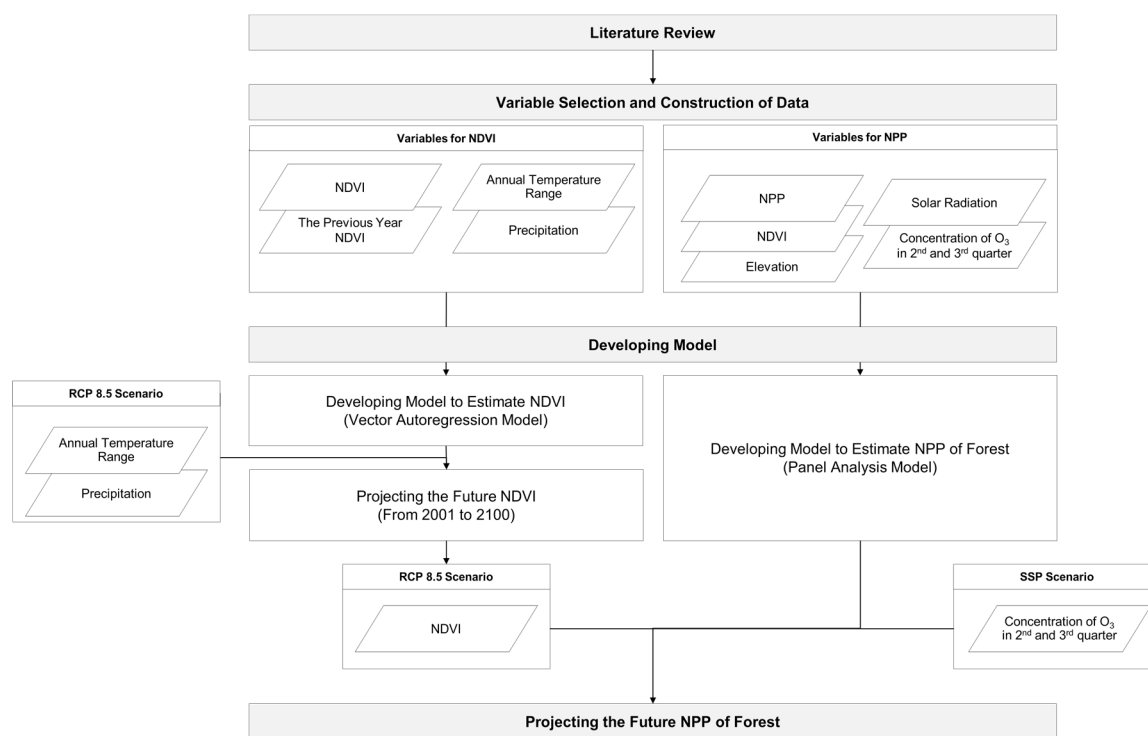 Literature Review
Variable Selection and Construction of Data
Variables for NDVI
NDVI
The Previous Year
NDVI
Annual Temperature
Range
Precipitation
Variables for NPP
NPP
NDVI
Elevation
Solar Radiation
Concentration of O₃
in 2ⁿᵈ and 3ʳᵈ quarter
Developing Model
RCP 8.5 Scenario
Annual Temperature
Range
Precipitation
Developing Model to Estimate NDVI
(Vector Autoregression Model)
Developing Model to Estimate NPP of Forest
(Panel Analysis Model)
Projecting the Future NDVI
(From 2001 to 2100)
RCP 8.5 Scenario
NDVI
SSP Scenario
Concentration of O₃
in 2ⁿᵈ and 3ʳᵈ quarter
Projecting the Future NPP of Forest